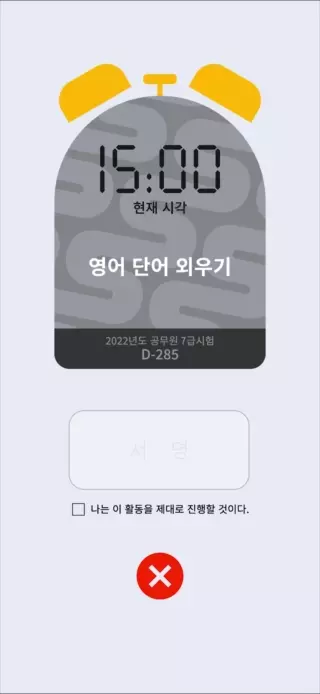 15:00
현재 시각
영어 단어 외우기
2022년도 공무원 7급시험
D-285
서 명
나는 이 활동을 제대로 진행할 것이다.